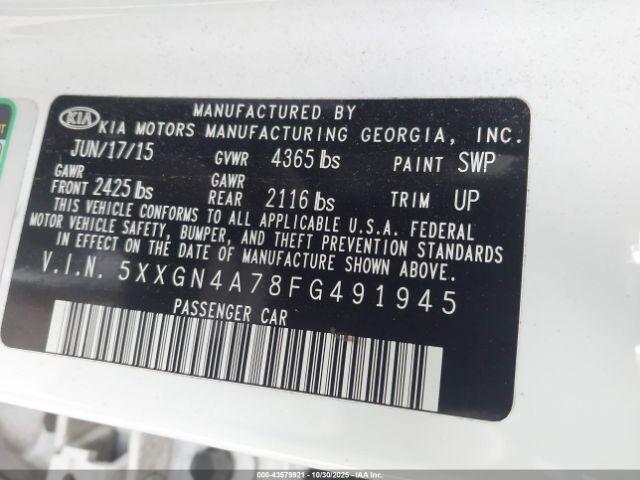 MANUFACTURED BY
KIA KIA MOTORS MANUFACTURING GEORGIA, INC.
JUN/17/15 GVWR 4365 lbs PAINT SWP
GAWR FRONT 2425 lbs GAWR REAR 2116 lbs TRIM UP
THIS VEHICLE CONFORMS TO ALL APPLICABLE U.S.A. FEDERAL
MOTOR VEHICLE SAFETY, BUMPER, AND THEFT PREVENTION STANDARDS
IN EFFECT ON THE DATE OF MANUFACTURE SHOWN ABOVE.
V.I.N. 5XXGN4A78FG491945
PASSENGER CAR
000-43579921 - 10/30/2025 - Copyright © IAA, LLC